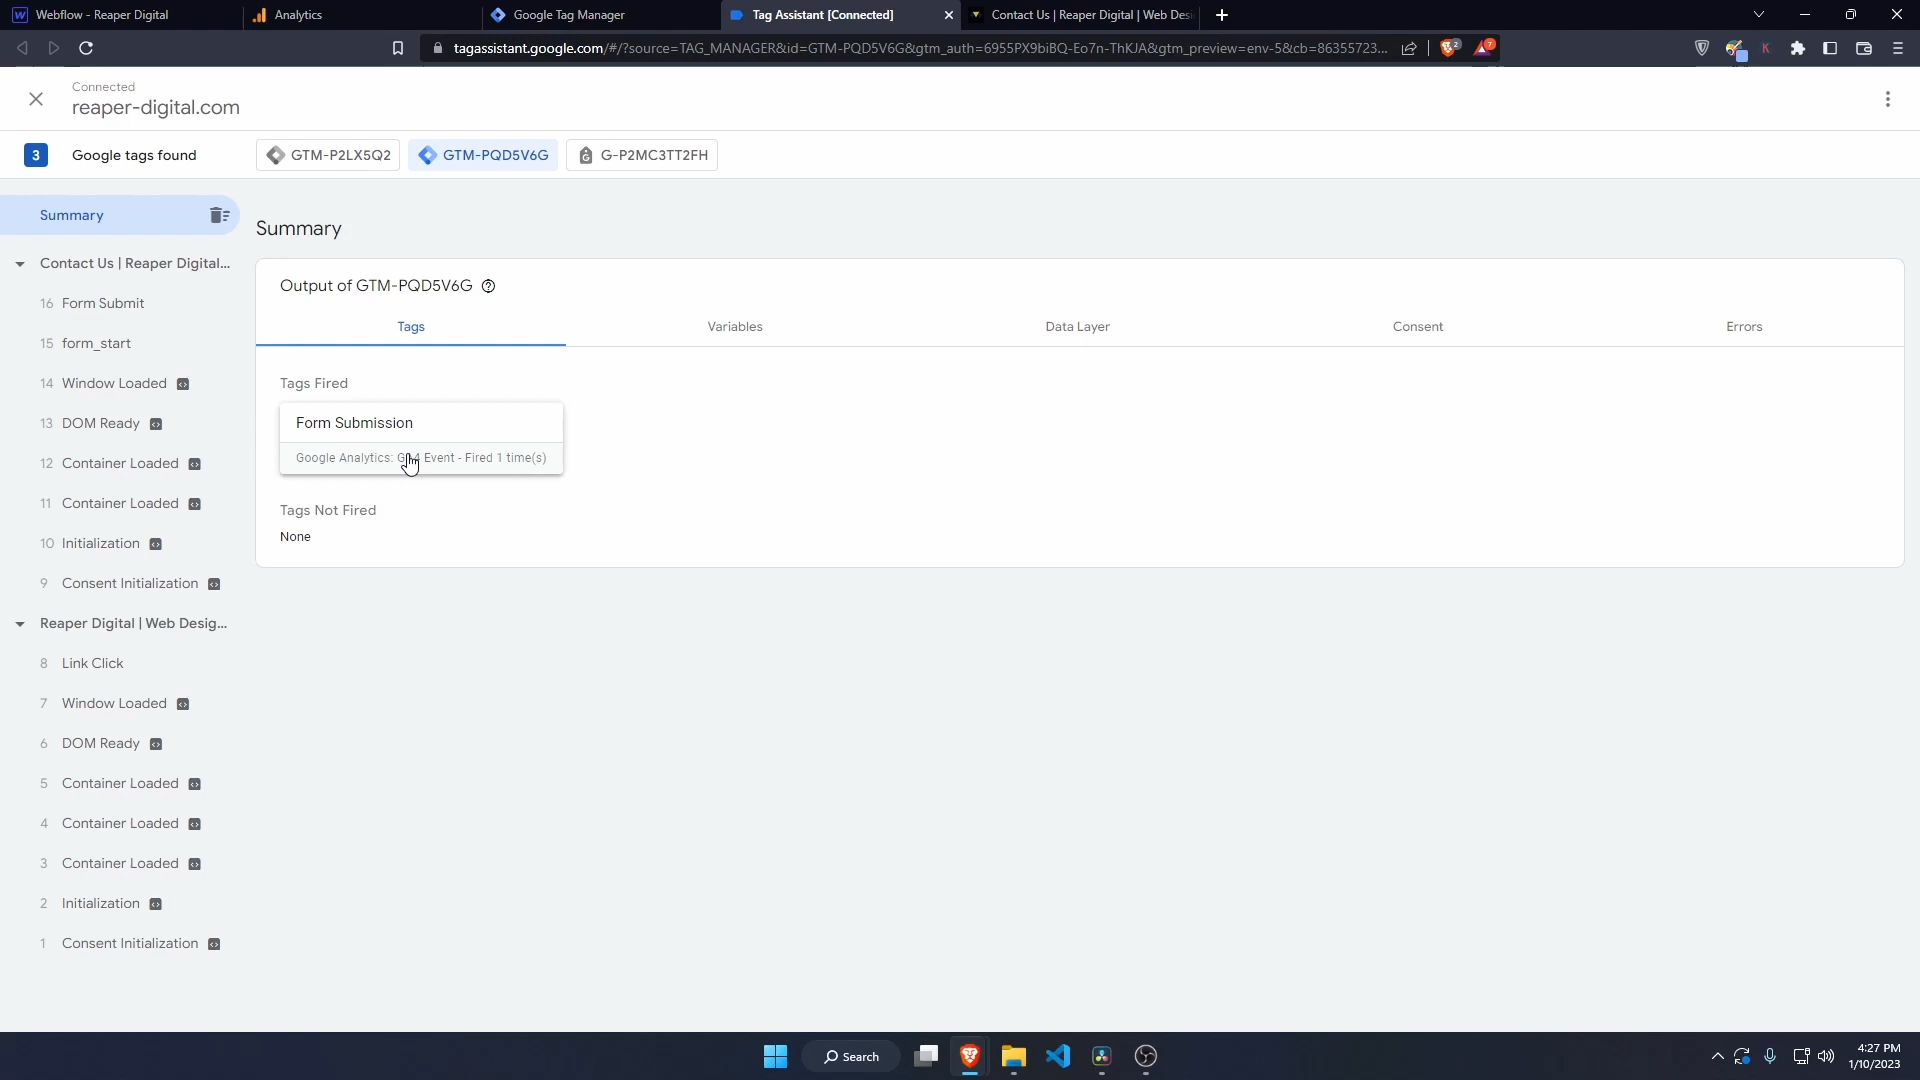 Webflow - Reaper Digital
Analytics
Google Tag Manager
Tag Assistant [Connected]
Contact Us | Reaper Digital | Web Des
tagassistant.google.com/#/?source=TAG_MANAGER&id=GTM-PQD5V6G&gtm_auth=6955PX9biBQ-Eo7n-ThKJA&gtm_preview=env-5&cb=86355723...
2
7
K
Connected
reaper-digital.com
3
Google tags found
GTM-P2LX5Q2
GTM-PQD5V6G
G-P2MC3TT2FH
Summary
Contact Us | Reaper Digital...
16 Form Submit
15 form_start
14 Window Loaded
13 DOM Ready
12 Container Loaded
11 Container Loaded
10 Initialization
9 Consent Initialization
Reaper Digital | Web Desig...
8 Link Click
7 Window Loaded
6 DOM Ready
5 Container Loaded
4 Container Loaded
3 Container Loaded
2 Initialization
1 Consent Initialization
Summary
Output of GTM-PQD5V6G
Tags
Variables
Data Layer
Consent
Errors
Tags Fired
Form Submission
Google Analytics: Event - Fired 1 time(s)
Tags Not Fired
None
Search
4:27 PM
1/10/2023